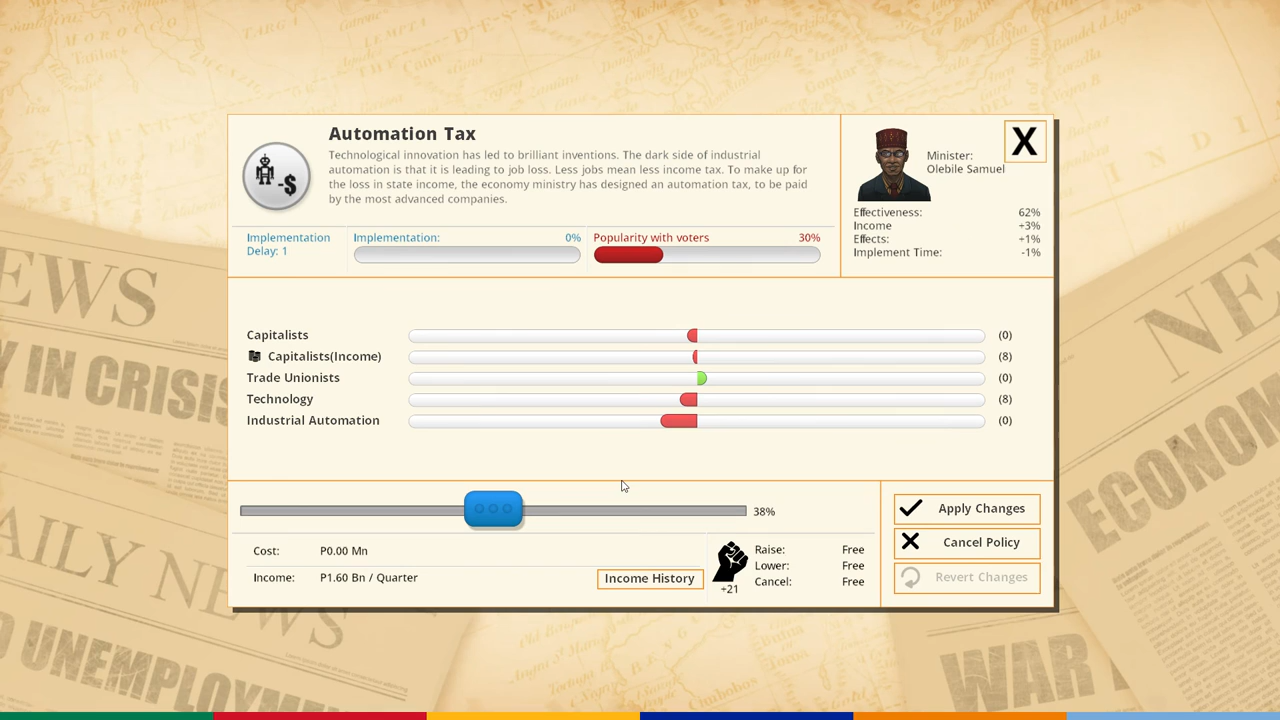 Automation Tax
Technological innovation has led to brilliant inventions. The dark side of industrial
automation is that it is leading to job loss. Less jobs mean less income tax. To make up for
the loss in state income, the economy ministry has designed an automation tax, to be paid
by the most advanced companies.
X
Minister:
Olebile Samuel
Effectiveness: 62%
Income +3%
Effects: +1%
Implement Time: -1%
Implementation
Delay: 1
Implementation: 0%
Popularity with voters 30%
Capitalists (0)
Capitalists(Income) (8)
Trade Unionists (0)
Technology (8)
Industrial Automation (0)
38%
Cost: P0.00 Mn
Income: P1.60 Bn / Quarter
Income History
+21
Raise: Free
Lower: Free
Cancel: Free
Apply Changes
Cancel Policy
Revert Changes
EWS
Y IN CRISIS
DAILY NEWS
UNEMPLOYM
NE
ECONOM
WAR